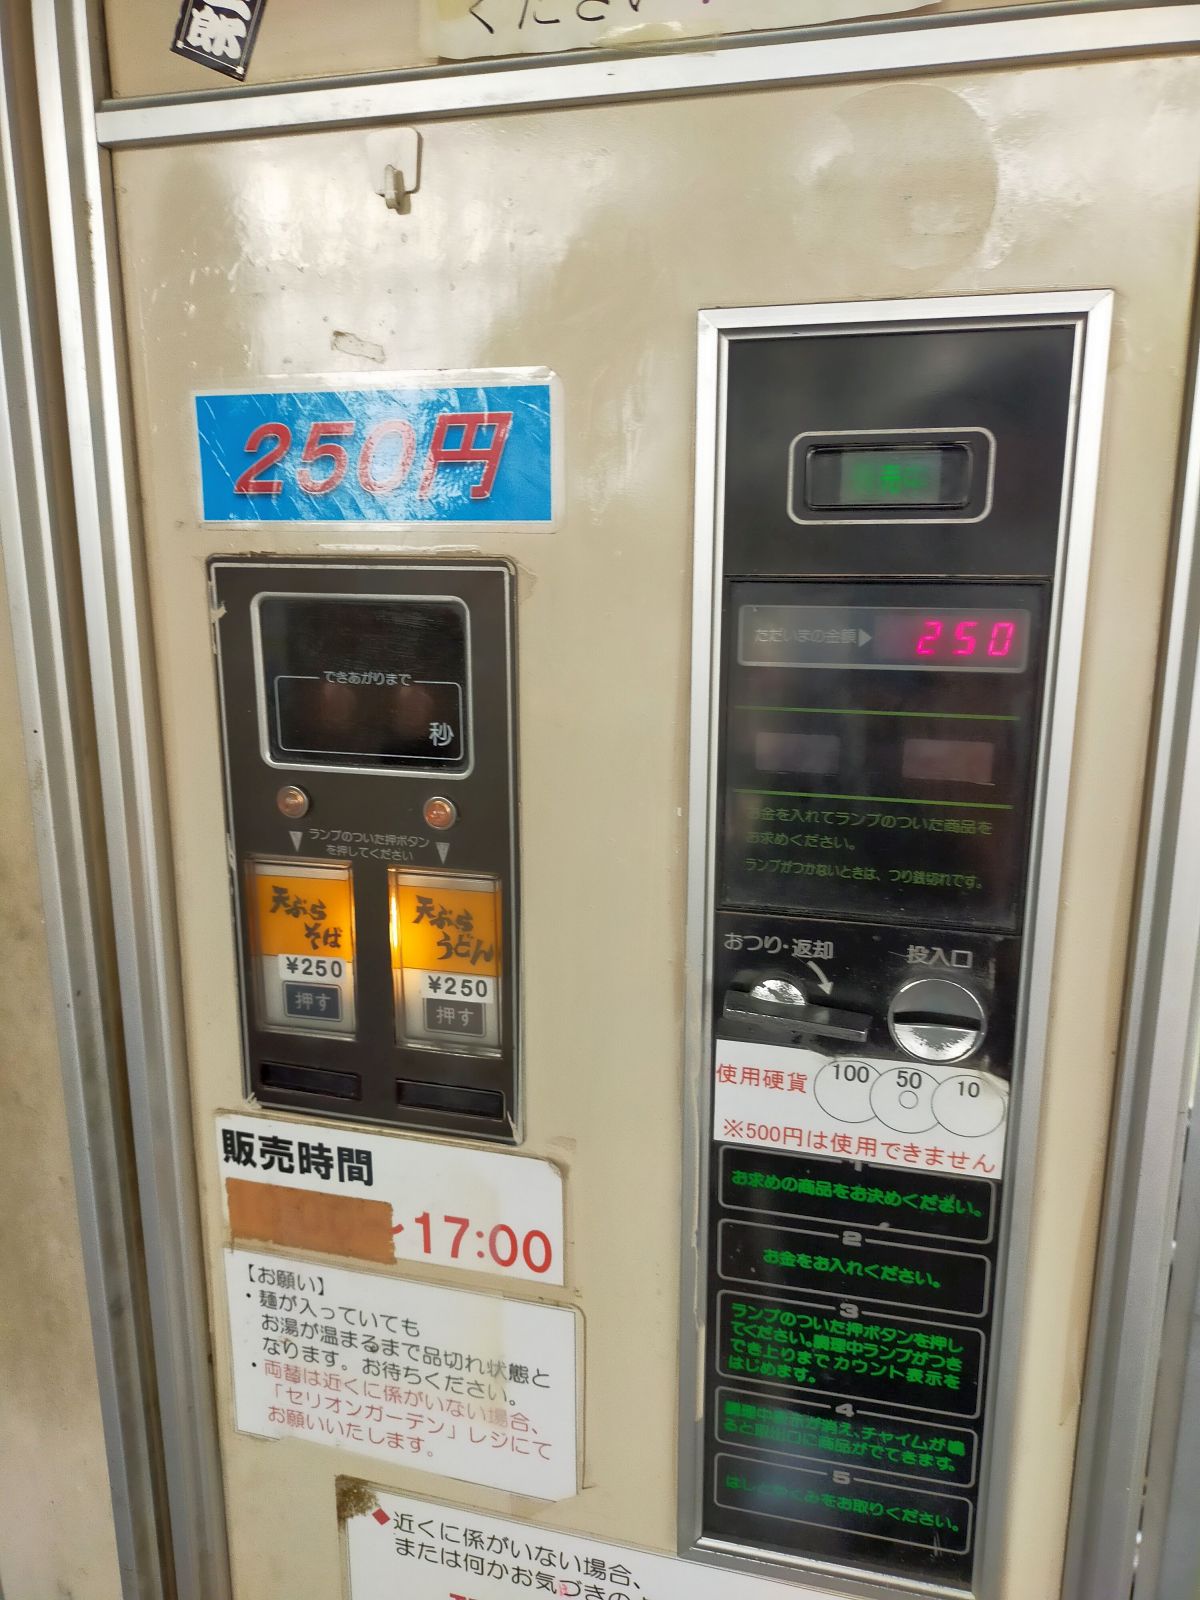 郎
ください
250円
できあがりまで
秒
ランプのついた押ボタン
を押してください
天ぷら
そば
¥250
押す
天ぷら
うどん
¥250
押す
販売時間
~17:00
【お願い】
・麺が入っていても
お湯が温まるまで品切れ状態と
なります。お待ちください。
・両替は近くに係がいない場合、
「セリオンガーデン」レジにて
お願いいたします。
◆近くに係がいない場合、
または何かお気づきの
ただいまの金額▶ 250
お金を入れてランプのついた商品を
お求めください。
ランプがつかないときは、つり銭切れです。
おつり・返却
投入口
使用硬貨 100 50 10
※500円は使用できません
1
お求めの商品をお決めください。
2
お金をお入れください。
3
ランプのついた押ボタンを押し
てください。調理中ランプがつき
でき上りまでカウント表示を
はじめます。
4
調理中表示が消え、チャイムが鳴
ると取出口に商品がでてきます。
5
はしとやくみをお取りください。